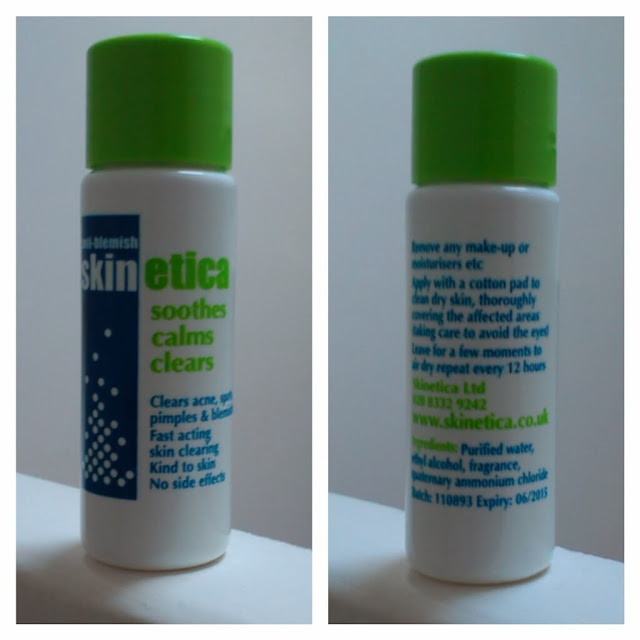 anti-blemish
skinetica
soothes
calms
clears
Clears acne, spots
pimples & blemishes
Fast acting
skin clearing
Kind to skin
No side effects
Remove any make-up or
moisturisers etc
Apply with a cotton pad to
clean dry skin, thoroughly
covering the affected areas
taking care to avoid the eyes!
Leave for a few moments to
air dry repeat every 12 hours
Skinetica Ltd
020 8332 9242
www.skinetica.co.uk
Ingredients: Purified water,
ethyl alcohol, fragrance,
quaternary ammonium chloride
Batch: 110893 Expiry: 06/2015